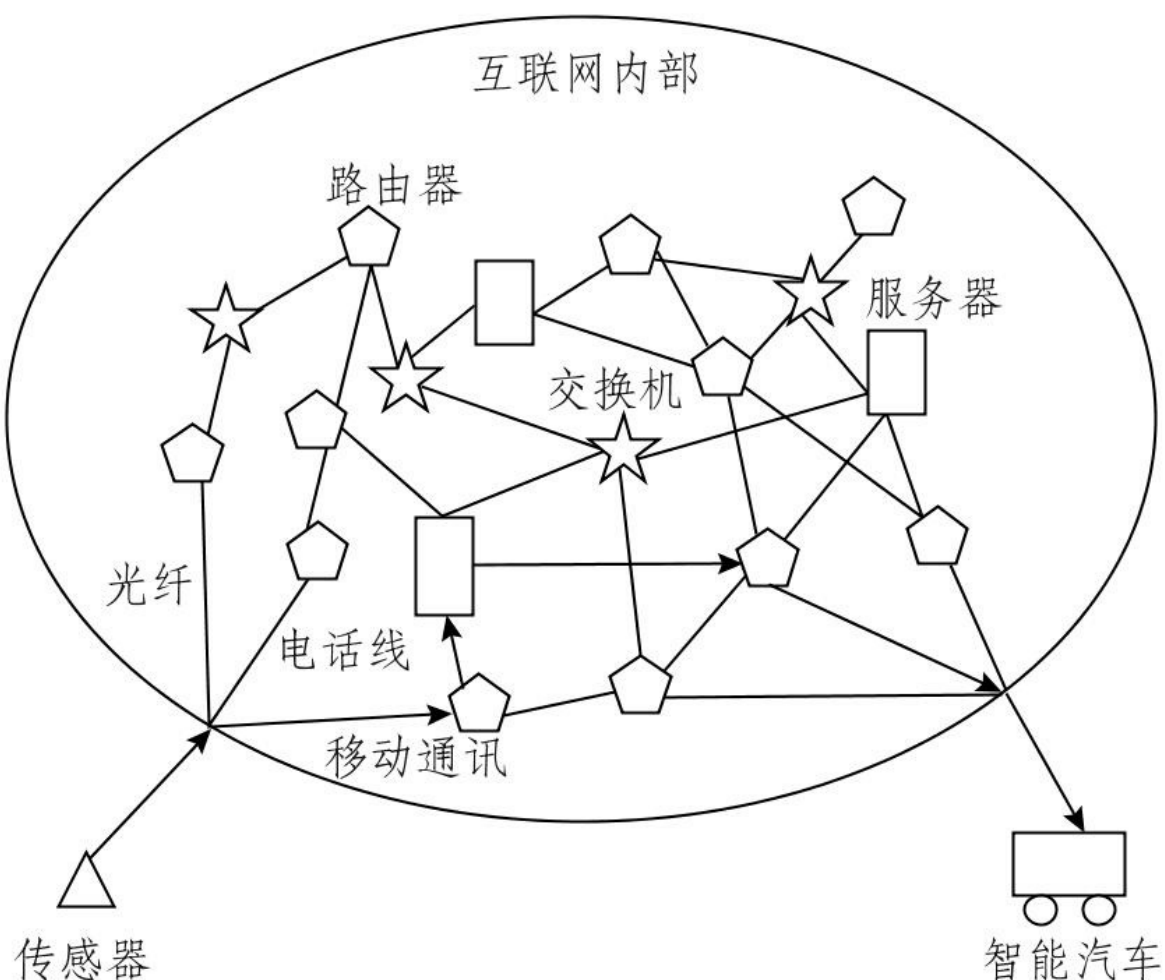 互联网内部
路由器
服务器
交换机
光纤
电话线
移动通讯
传感器
智能汽车